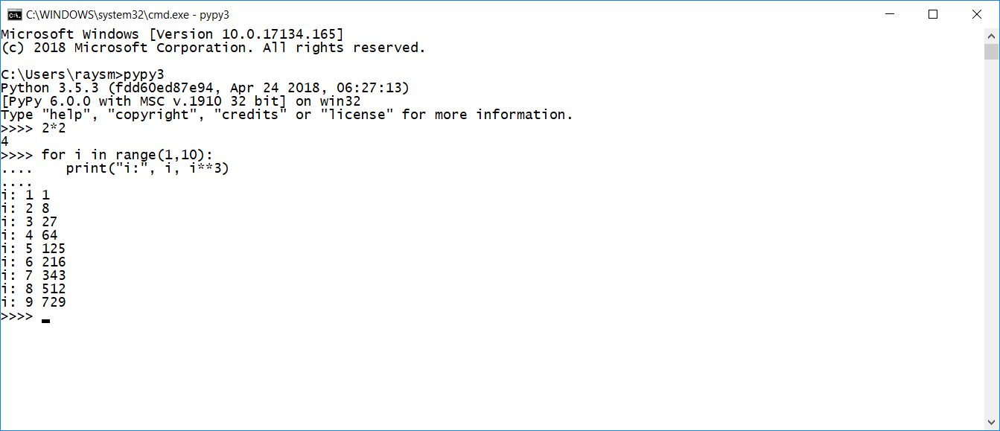 C:\WINDOWS\system32\cmd.exe - pypy3
Microsoft Windows [Version 10.0.17134.165]
(c) 2018 Microsoft Corporation. All rights reserved.
C:\Users\raysm>pypy3
Python 3.5.3 (fdd60ed87e94, Apr 24 2018, 06:27:13)
[PyPy 6.0.0 with MSC v.1910 32 bit] on win32
Type "help", "copyright", "credits" or "license" for more information.
>>>> 2*2
4
>>>> for i in range(1,10):
....    print("i:", i, i**3)
....
i: 1 1
i: 2 8
i: 3 27
i: 4 64
i: 5 125
i: 6 216
i: 7 343
i: 8 512
i: 9 729
>>>> _